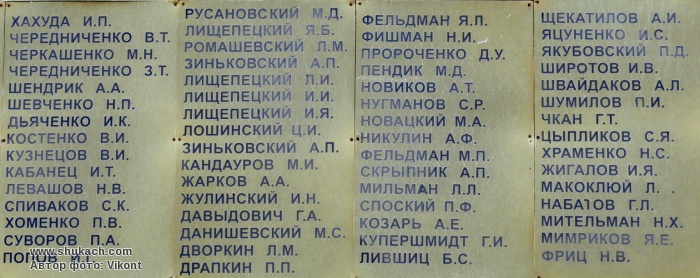 ХАХУДА И.П.
ЧЕРЕДНИЧЕНКО В.Т.
ЧЕРКАШЕНКО М.Н.
ЧЕРЕДНИЧЕНКО З.Т.
ШЕНДРИК А.А.
ШЕВЧЕНКО Н.П.
ДЬЯЧЕНКО И.К.
КОСТЕНКО В.И.
КУЗНЕЦОВ В.И.
КАБАНЕЦ И.Т.
ЛЕВАШОВ Н.В.
СПИВАКОВ С.К.
ХОМЕНКО П.В.
СУВОРОВ П.А.
ПОПОВ И.Г.
РУСАНОВСКИЙ М.Д.
ЛИЩЕПЕЦКИЙ Я.Б.
РОМАШЕВСКИЙ Л.М.
ЗИНЬКОВСКИЙ А.П.
ЛИЩЕПЕЦКИЙ Л.И.
ЛИЩЕПЕЦКИЙ И.И.
ЛИЩЕПЕЦКИЙ И.Я.
ЛОШИНСКИЙ Ц.И.
ЗИНЬКОВСКИЙ А.П.
КАНДАУРОВ М.И.
ЖАРКОВ А.А.
ЖУЛИНСКИЙ И.Н.
ДАВЫДОВИЧ Г.А.
ДАНИШЕВСКИЙ М.С.
ДВОРКИН Л.М.
ДРАПКИН П.П.
ФЕЛЬДМАН Я.П.
ФИШМАН Н.И.
ПРОРОЧЕНКО Д.У.
ПЕНДИК М.Д.
НОВИКОВ А.Т.
НУГМАНОВ С.Р.
НОВАЦКИЙ М.А.
НИКУЛИН А.Ф.
ФЕЛЬДМАН М.П.
СКРЫПНИК А.П.
МИЛЬМАН Л.Л.
СПОСКИЙ П.Ф.
КОЗАРЬ А.Е.
КУПЕРШМИДТ Г.И.
ЛИВШИЦ Б.С.
ЩЕКАТИЛОВ А.И.
ЯЦУНЕНКО И.С.
ЯКУБОВСКИЙ П.Д.
ШИРОТОВ И.В.
ШВАЙДАКОВ А.Л.
ШУМИЛОВ П.И.
ЧКАН Г.Т.
ЦЫПЛИКОВ С.Я.
ХРАМЕНКО Н.С.
ЖИГАЛОВ И.Я.
МАКОКЛЮЙ Л.
НАБАТОВ Г.Л.
МИТЕЛЬМАН Н.Х.
МИМРИКОВ Я.Е.
ФРИЦ Н.В.
www.shukach.com
Автор фото: Vikont